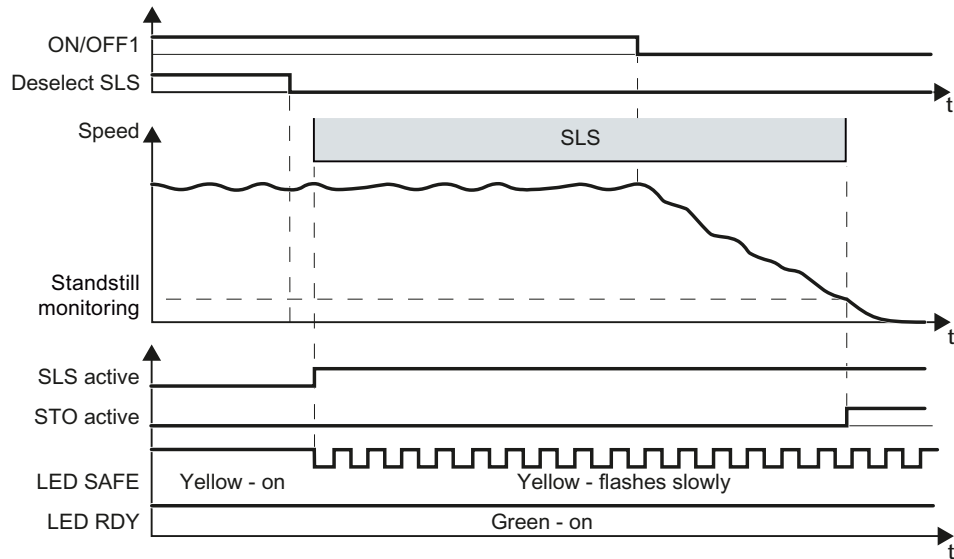 ON/OFF1
Deselect SLS
t
Speed
SLS
Standstill
monitoring
t
SLS active
STO active
LED SAFE
Yellow - on
Yellow - flashes slowly
LED RDY
Green - on
t